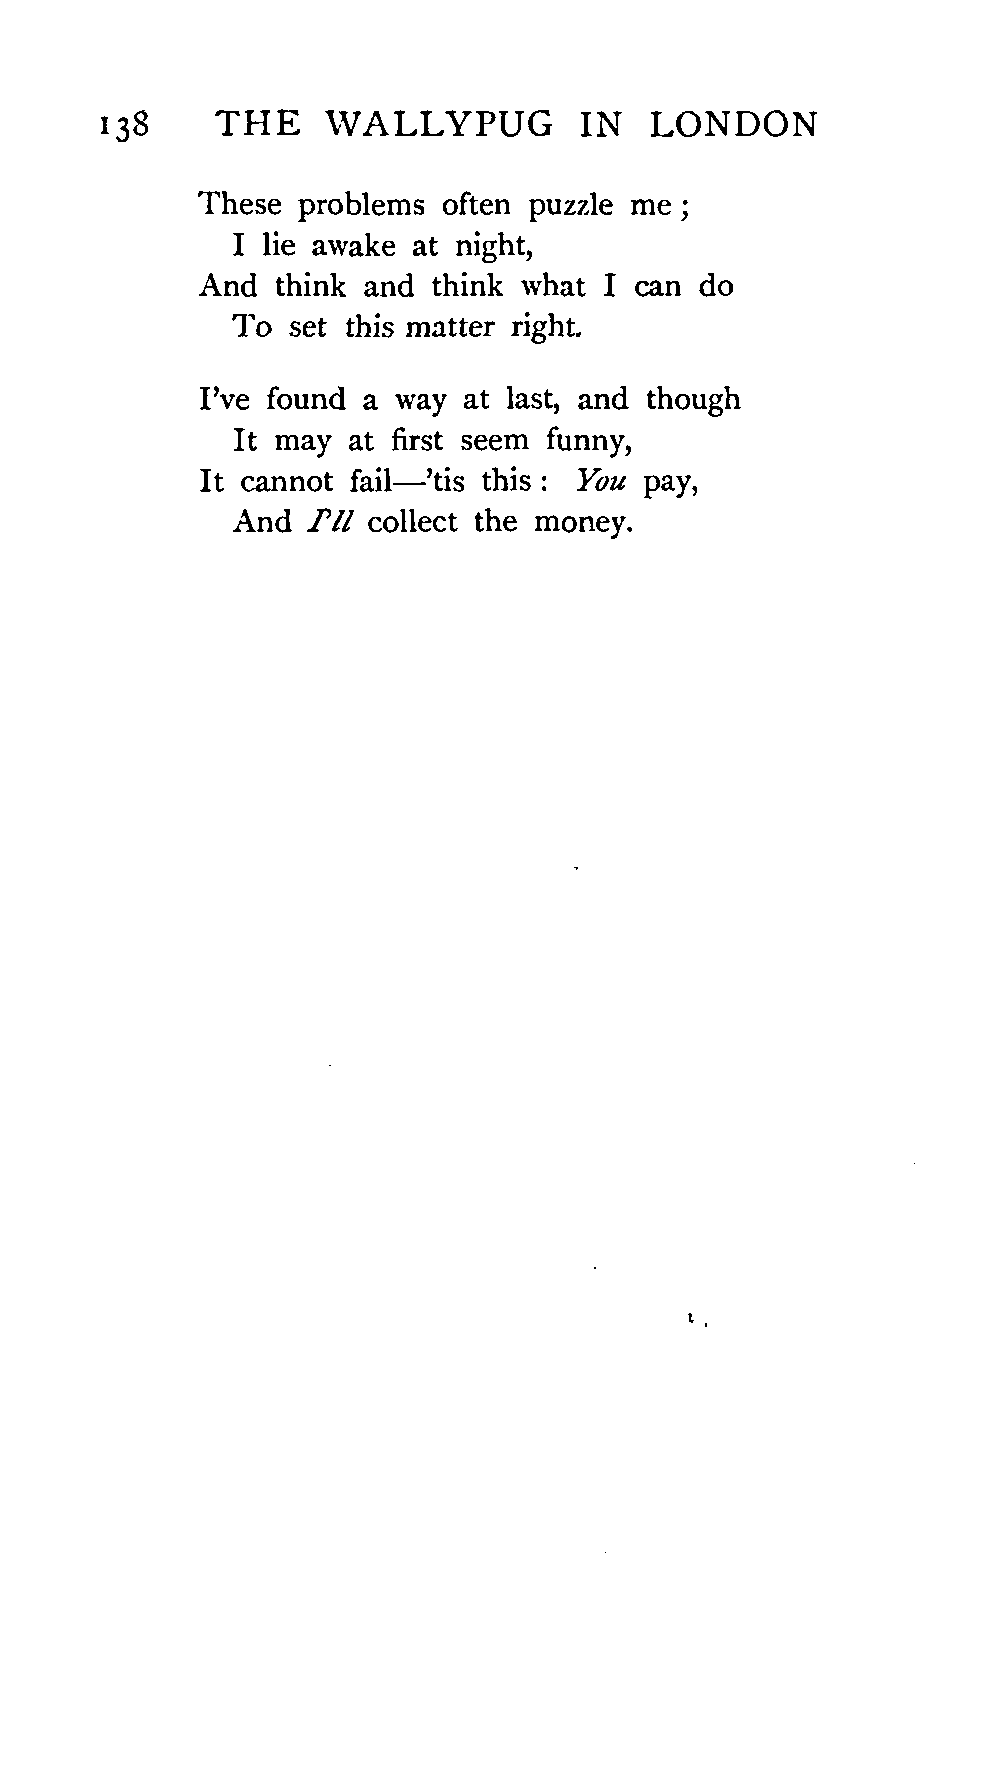 138 THE WALLYPUG IN LONDON
These problems often puzzle me;
I lie awake at night,
And think and think what I can do
To set this matter right.
I've found a way at last, and though
It may at first seem funny,
It cannot fail—'tis this: You pay,
And I'll collect the money.